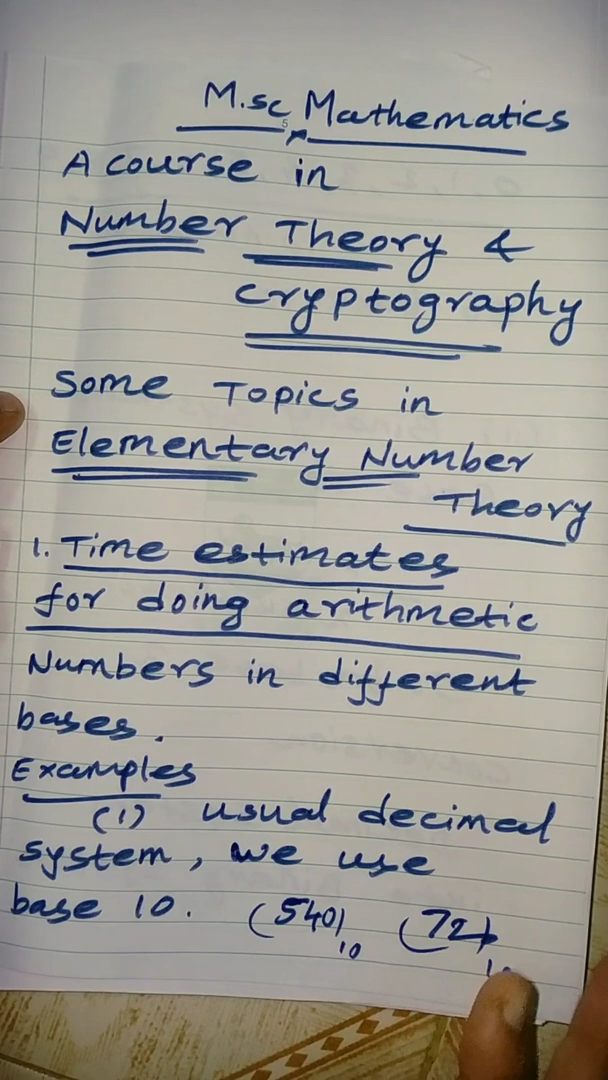 M.sc Mathematics
A course in
Number Theory &
cryptography
Some Topics in
Elementary Number
Theory
1. Time estimates
for doing arithmetic
Numbers in different
bases.
Examples
(1) usual decimal
system, we use
base 10. (540)10 (72)